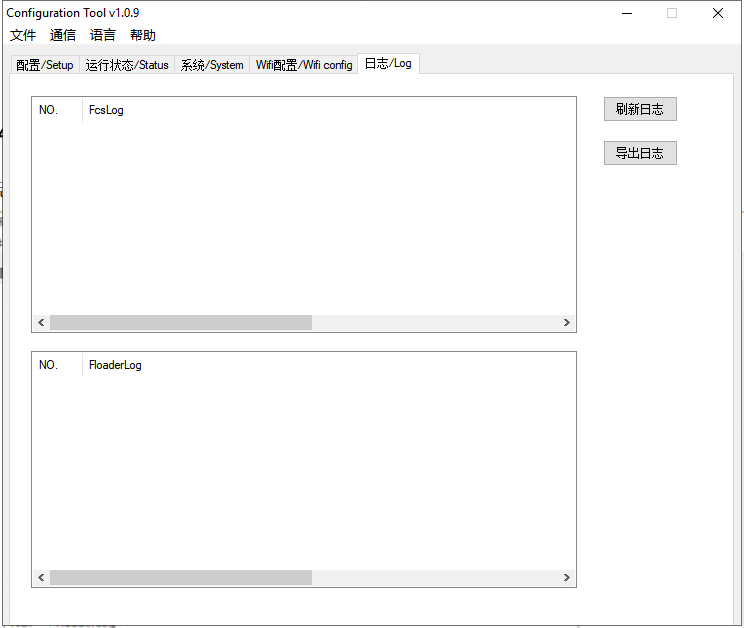 Configuration Tool v1.0.9
文件 通信 语言 帮助
配置/Setup 运行状态/Status 系统/System Wifi配置/Wifi config 日志/Log
NO. FcsLog
刷新日志
导出日志
NO. FloaderLog